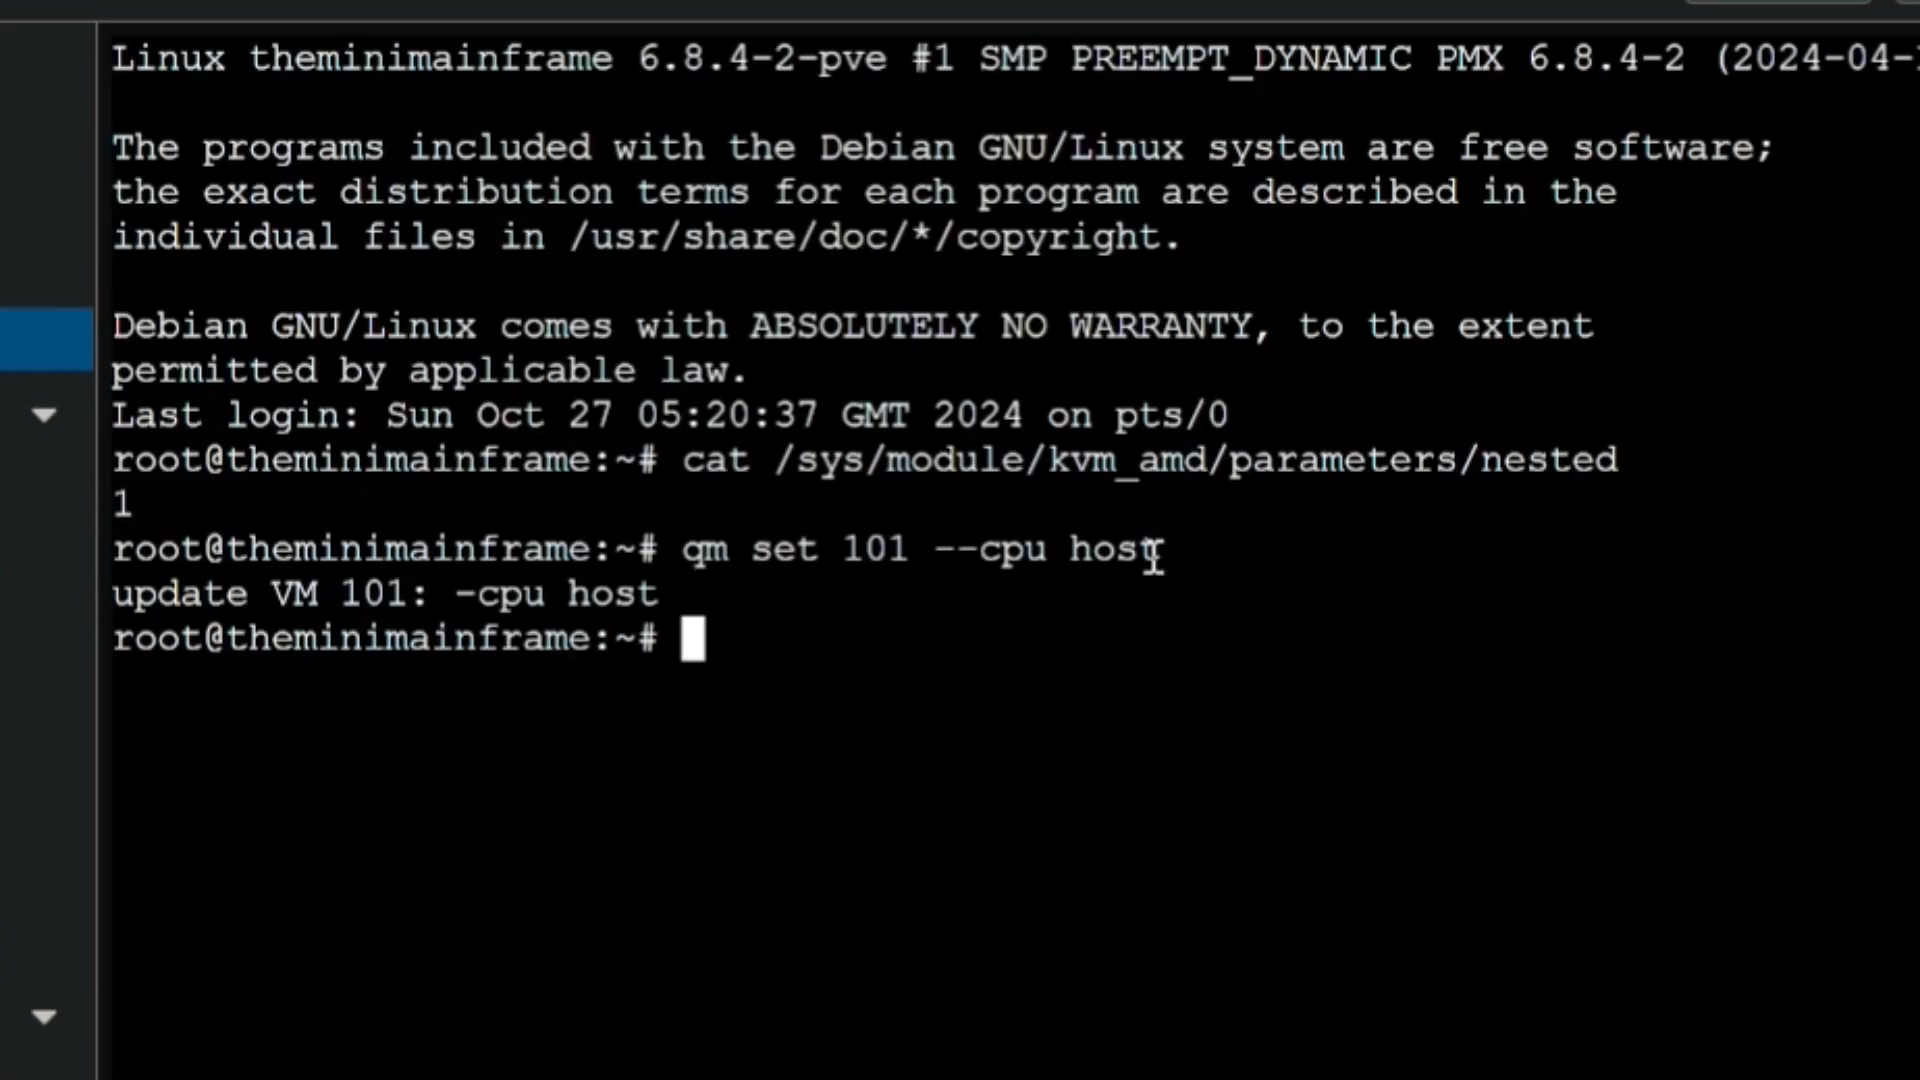 Linux theminimainframe 6.8.4-2-pve #1 SMP PREEMPT_DYNAMIC PMX 6.8.4-2 (2024-04-
The programs included with the Debian GNU/Linux system are free software;
the exact distribution terms for each program are described in the
individual files in /usr/share/doc/*/copyright.
Debian GNU/Linux comes with ABSOLUTELY NO WARRANTY, to the extent
permitted by applicable law.
Last login: Sun Oct 27 05:20:37 GMT 2024 on pts/0
root@theminimainframe:~# cat /sys/module/kvm_amd/parameters/nested
1
root@theminimainframe:~# qm set 101 --cpu host
update VM 101: -cpu host
root@theminimainframe:~#